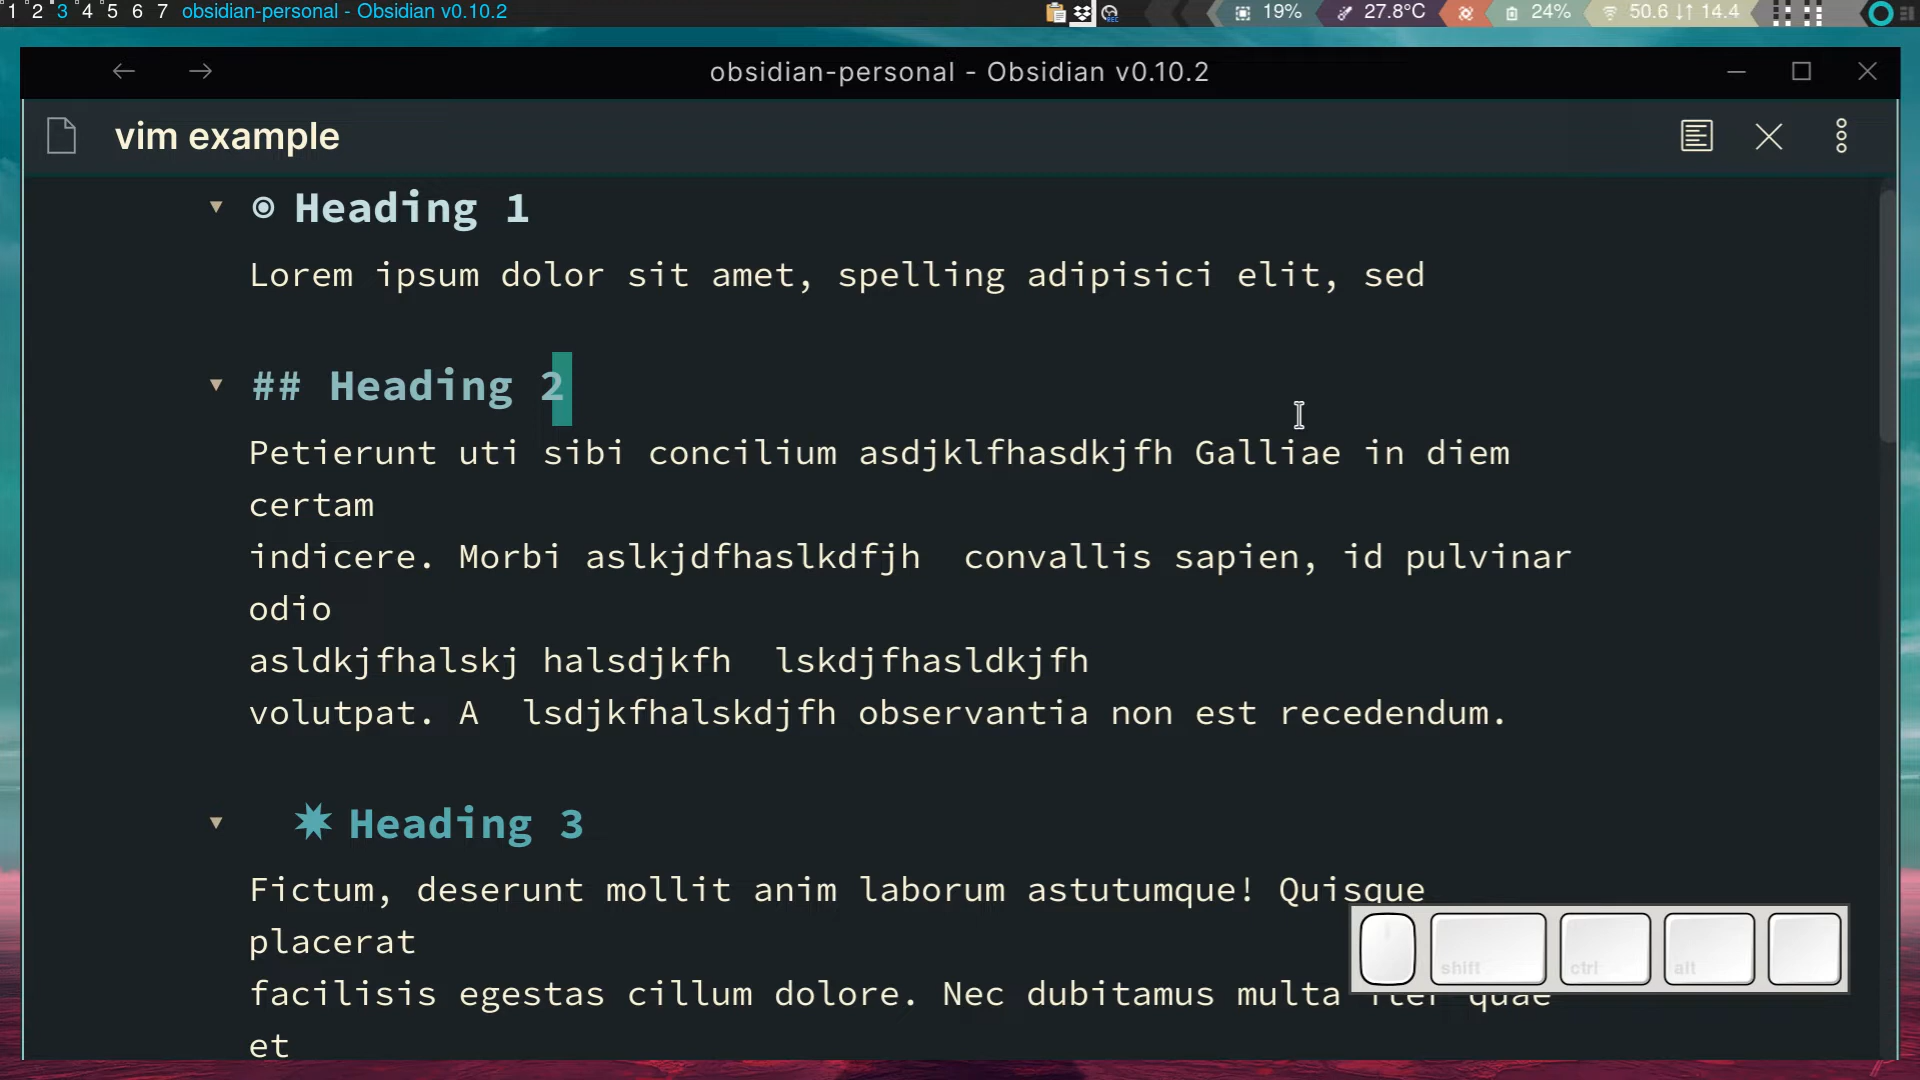 1 2 3 4 5 6 7 obsidian-personal - Obsidian v0.10.2 19% 27.8°C 24% 50.6 ↓↑ 14.4
obsidian-personal - Obsidian v0.10.2
vim example
Heading 1
Lorem ipsum dolor sit amet, spelling adipisici elit, sed
## Heading 2
Petierunt uti sibi concilium asdjklfhasdkjfh Galliae in diem
certam
indicere. Morbi aslkjdfhaslkdfjh convallis sapien, id pulvinar
odio
asldkjfhalskj halsdjkfh lskdjfhasldkjfh
volutpat. A lsdjkfhalskdjfh observantia non est recedendum.
Heading 3
Fictum, deserunt mollit anim laborum astutumque! Quisque
placerat
facilisis egestas cillum dolore. Nec dubitamus multa iter quae
et
shift ctrl alt